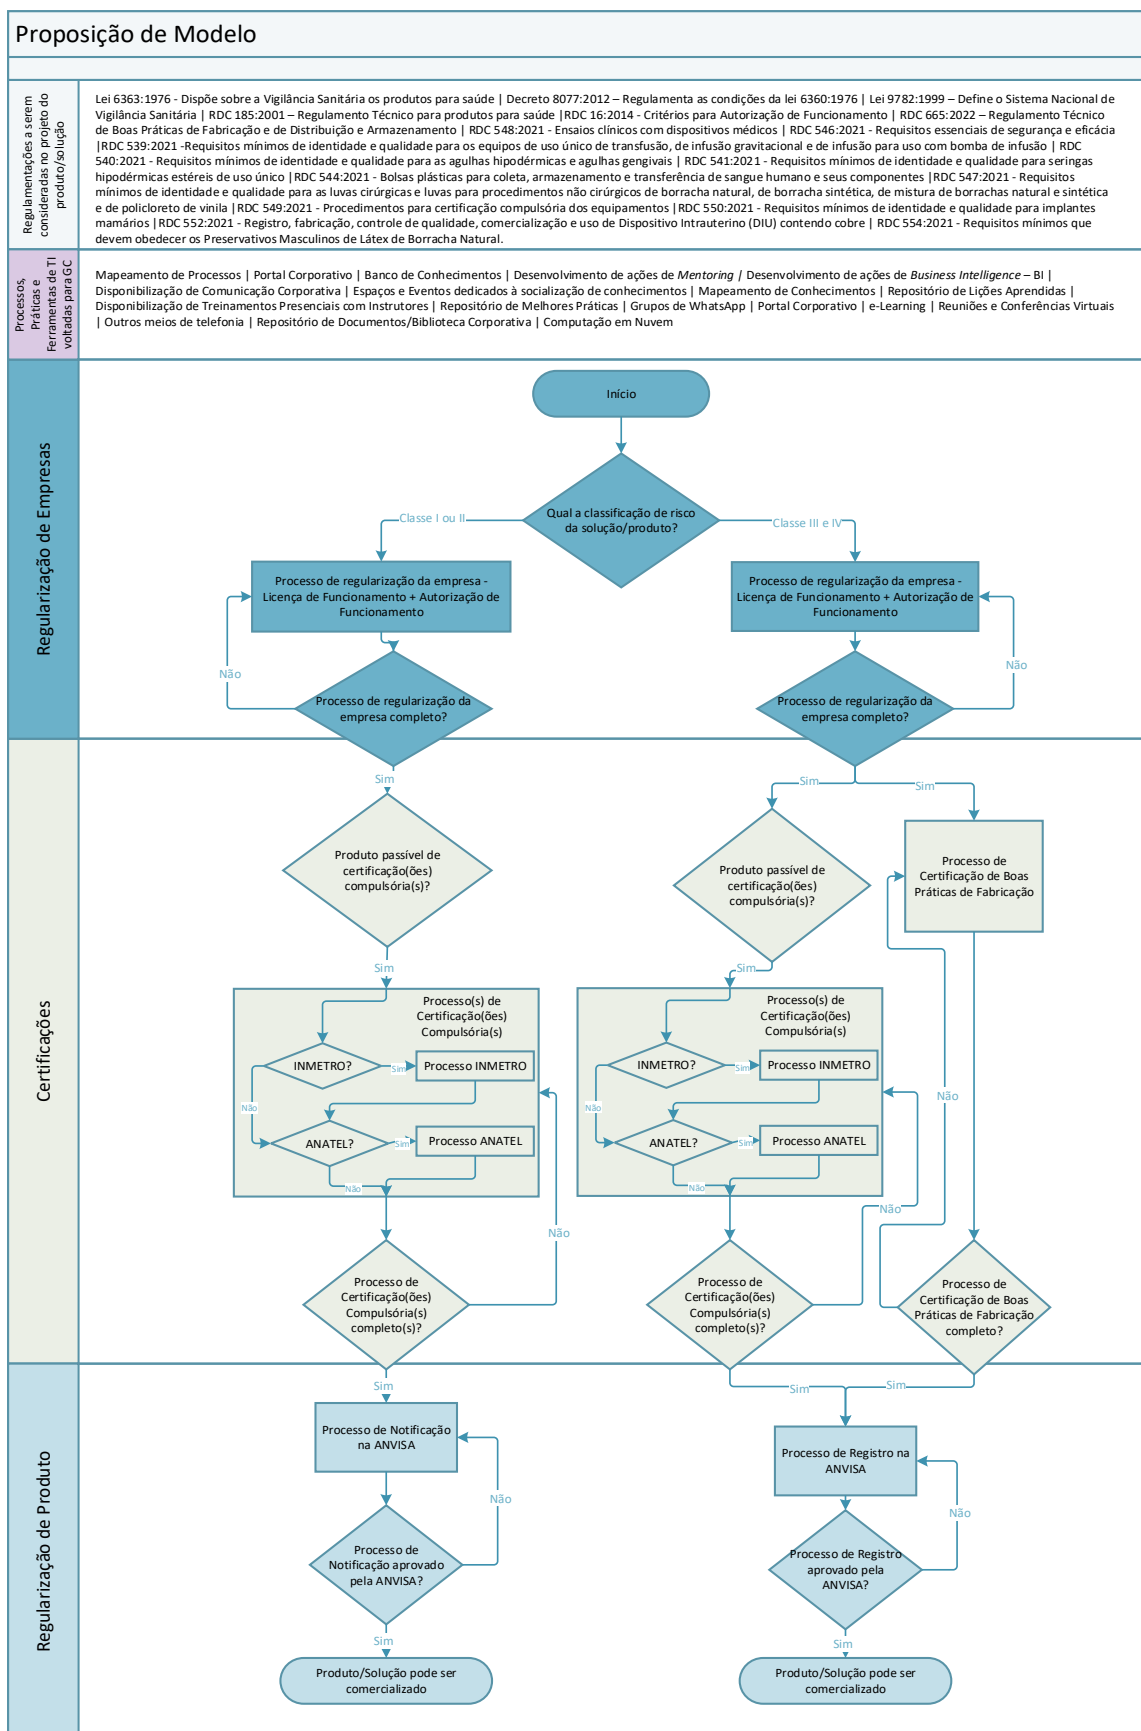 Proposição de Modelo
Regulamentações a serem
consideradas no projeto do
produto/solução
Lei 6363:1976 - Dispõe sobre a Vigilância Sanitária os produtos para saúde | Decreto 8077:2012 – Regulamenta as condições da lei 6360:1976 | Lei 9782:1999 – Define o Sistema Nacional de
Vigilância Sanitária | RDC 185:2001 – Regulamento Técnico para produtos para saúde |RDC 16:2014 - Critérios para Autorização de Funcionamento | RDC 665:2022 – Regulamento Técnico
de Boas Práticas de Fabricação e de Distribuição e Armazenamento | RDC 548:2021 - Ensaios clínicos com dispositivos médicos | RDC 546:2021 - Requisitos essenciais de segurança e eficácia
|RDC 539:2021 -Requisitos mínimos de identidade e qualidade para os equipos de uso único de transfusão, de infusão gravitacional e de infusão para uso com bomba de infusão | RDC
540:2021 - Requisitos mínimos de identidade e qualidade para as agulhas hipodérmicas e agulhas gengivais | RDC 541:2021 - Requisitos mínimos de identidade e qualidade para seringas
hipodérmicas estéreis de uso único |RDC 544:2021 - Bolsas plásticas para coleta, armazenamento e transferência de sangue humano e seus componentes |RDC 547:2021 - Requisitos
mínimos de identidade e qualidade para as luvas cirúrgicas e luvas para procedimentos não cirúrgicos de borracha natural, de borracha sintética, de mistura de borrachas natural e sintética
e de policloreto de vinila |RDC 549:2021 - Procedimentos para certificação compulsória dos equipamentos |RDC 550:2021 - Requisitos mínimos de identidade e qualidade para implantes
mamários |RDC 552:2021 - Registro, fabricação, controle de qualidade, comercialização e uso de Dispositivo Intrauterino (DIU) contendo cobre | RDC 554:2021 - Requisitos mínimos que
devem obedecer os Preservativos Masculinos de Látex de Borracha Natural.
Processos,
Práticas e
Ferramentas de TI
voltadas para GC
Mapeamento de Processos | Portal Corporativo | Banco de Conhecimentos | Desenvolvimento de ações de Mentoring | Desenvolvimento de ações de Business Intelligence – BI |
Disponibilização de Comunicação Corporativa | Espaços e Eventos dedicados à socialização de conhecimentos | Mapeamento de Conhecimentos | Repositório de Lições Aprendidas |
Disponibilização de Treinamentos Presenciais com Instrutores | Repositório de Melhores Práticas | Grupos de WhatsApp | Portal Corporativo | e-Learning | Reuniões e Conferências Virtuais
| Outros meios de telefonia | Repositório de Documentos/Biblioteca Corporativa | Computação em Nuvem
Regularização de Empresas
Início
Qual a classificação de risco
da solução/produto?
Classe I ou II
Classe III e IV
Processo de regularização da empresa -
Licença de Funcionamento + Autorização de
Funcionamento
Processo de regularização da empresa -
Licença de Funcionamento + Autorização de
Funcionamento
Não
Não
Processo de regularização da
empresa completo?
Processo de regularização da
empresa completo?
Certificações
Sim
Sim
Sim
Produto passível de
certificação(ões)
compulsória(s)?
Produto passível de
certificação(ões)
compulsória(s)?
Processo de
Certificação de Boas
Práticas de Fabricação
Sim
Sim
Processo(s) de
Certificação(ões)
Compulsória(s)
INMETRO?
Sim
Processo INMETRO
Não
ANATEL?
Sim
Processo ANATEL
Não
Processo(s) de
Certificação(ões)
Compulsória(s)
INMETRO?
Sim
Processo INMETRO
Não
ANATEL?
Sim
Processo ANATEL
Não
Não
Não
Não
Processo de
Certificação(ões)
Compulsória(s)
completo(s)?
Processo de
Certificação(ões)
Compulsória(s)
completo(s)?
Processo de
Certificação de Boas
Práticas de Fabricação
completo?
Regularização de Produto
Sim
Sim
Sim
Processo de Notificação
na ANVISA
Processo de Registro na
ANVISA
Não
Não
Processo de
Notificação aprovado
pela ANVISA?
Processo de Registro
aprovado pela
ANVISA?
Sim
Sim
Produto/Solução pode ser
comercializado
Produto/Solução pode ser
comercializado